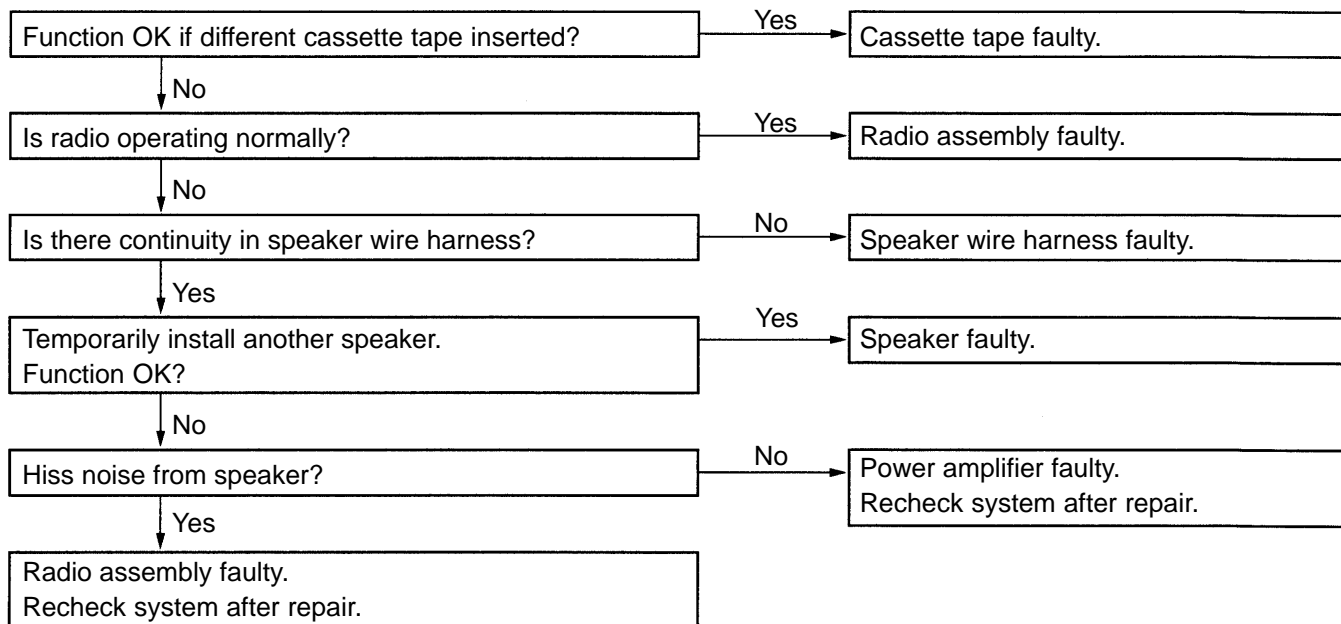 Function OK if different cassette tape inserted?
Yes
Cassette tape faulty.
No
Is radio operating normally?
Yes
Radio assembly faulty.
No
Is there continuity in speaker wire harness?
No
Speaker wire harness faulty.
Yes
Temporarily install another speaker.
Function OK?
Yes
Speaker faulty.
No
Hiss noise from speaker?
No
Power amplifier faulty.
Recheck system after repair.
Yes
Radio assembly faulty.
Recheck system after repair.